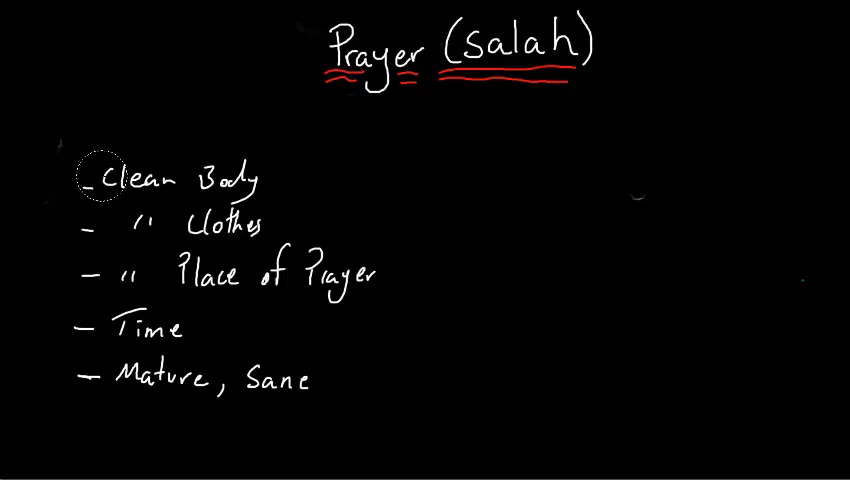 Prayer (Salah)
- Clean Body
- " Clothes
- " Place of Prayer
- Time
- Mature, Sane